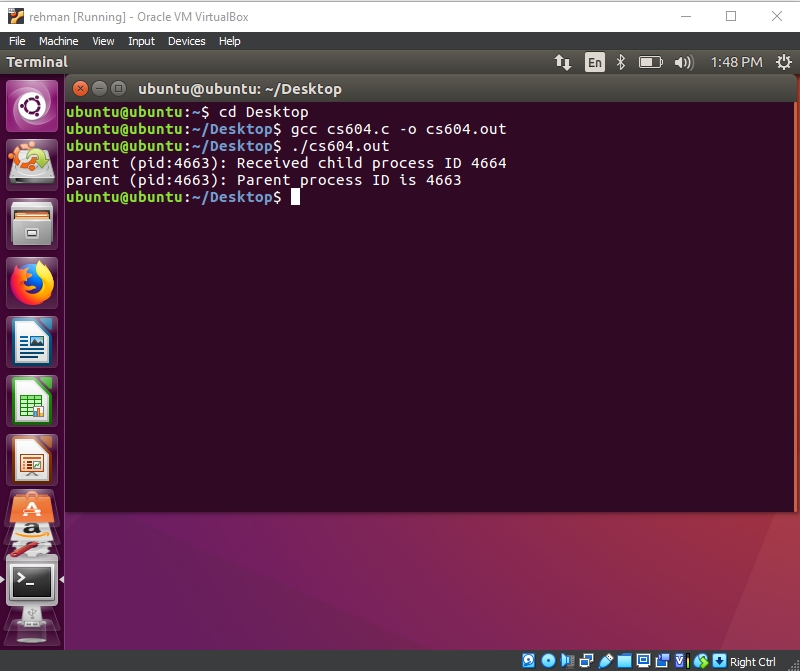 rehman [Running] - Oracle VM VirtualBox
File Machine View Input Devices Help
Terminal En 1:48 PM
ubuntu@ubuntu: ~/Desktop
ubuntu@ubuntu:~$ cd Desktop
ubuntu@ubuntu:~/Desktop$ gcc cs604.c -o cs604.out
ubuntu@ubuntu:~/Desktop$ ./cs604.out
parent (pid:4663): Received child process ID 4664
parent (pid:4663): Parent process ID is 4663
ubuntu@ubuntu:~/Desktop$
Right Ctrl